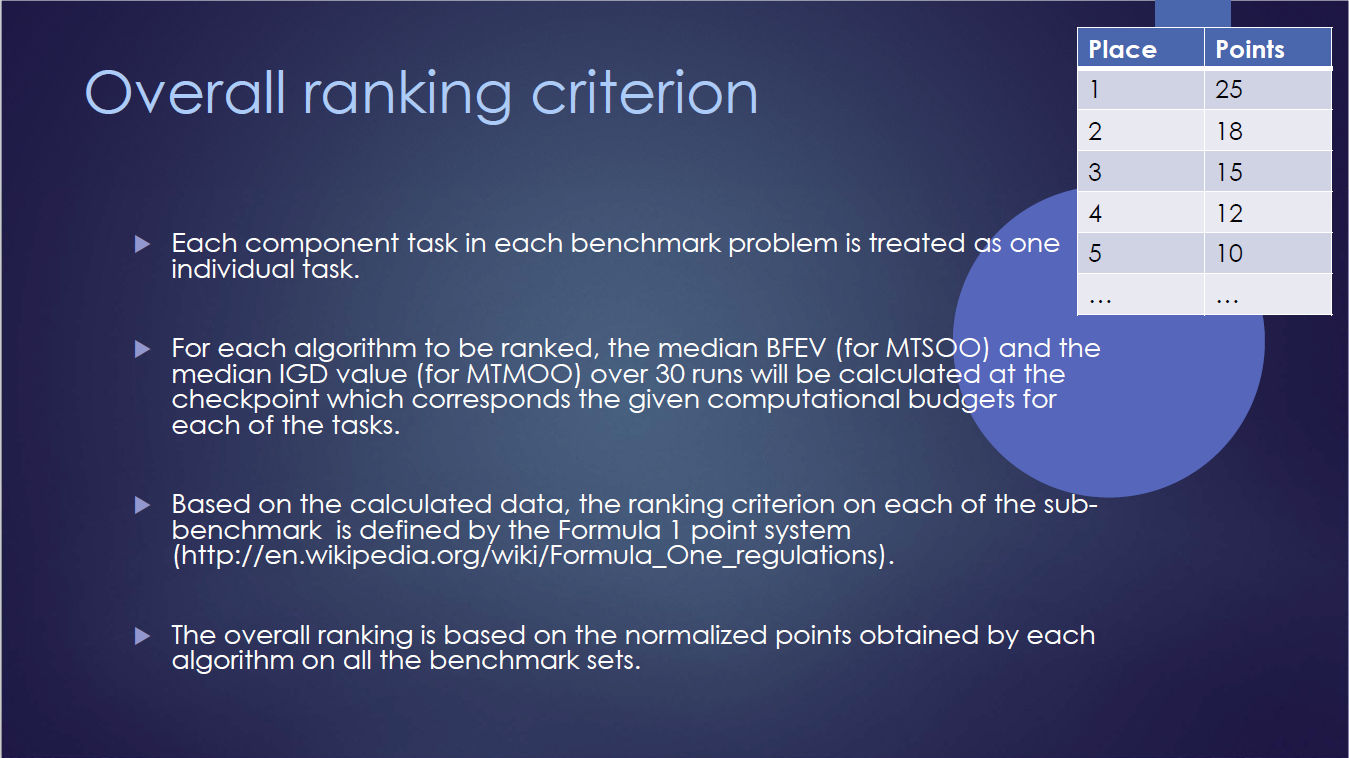 Overall ranking criterion
Place Points
1 25
2 18
3 15
4 12
5 10
... ...
Each component task in each benchmark problem is treated as one
individual task.
For each algorithm to be ranked, the median BFEV (for MTSOO) and the
median IGD value (for MTMOO) over 30 runs will be calculated at the
checkpoint which corresponds the given computational budgets for
each of the tasks.
Based on the calculated data, the ranking criterion on each of the sub-
benchmark is defined by the Formula 1 point system
(http://en.wikipedia.org/wiki/Formula_One_regulations).
The overall ranking is based on the normalized points obtained by each
algorithm on all the benchmark sets.